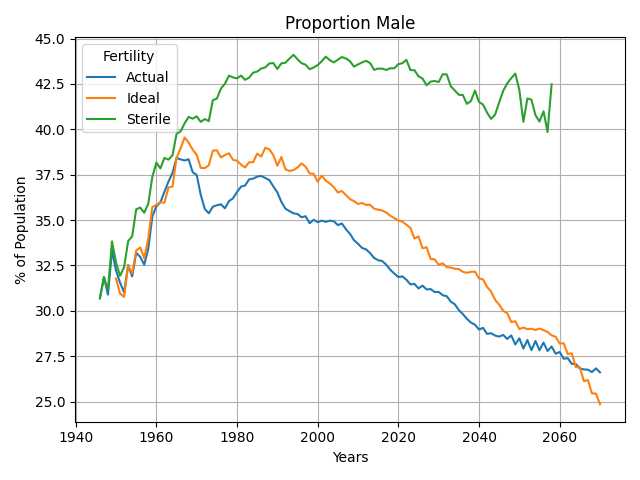 Proportion Male
45.0
42.5
40.0
37.5
35.0
32.5
30.0
27.5
25.0
% of Population
Fertility
Actual
Ideal
Sterile
1940 1960 1980 2000 2020 2040 2060
Years